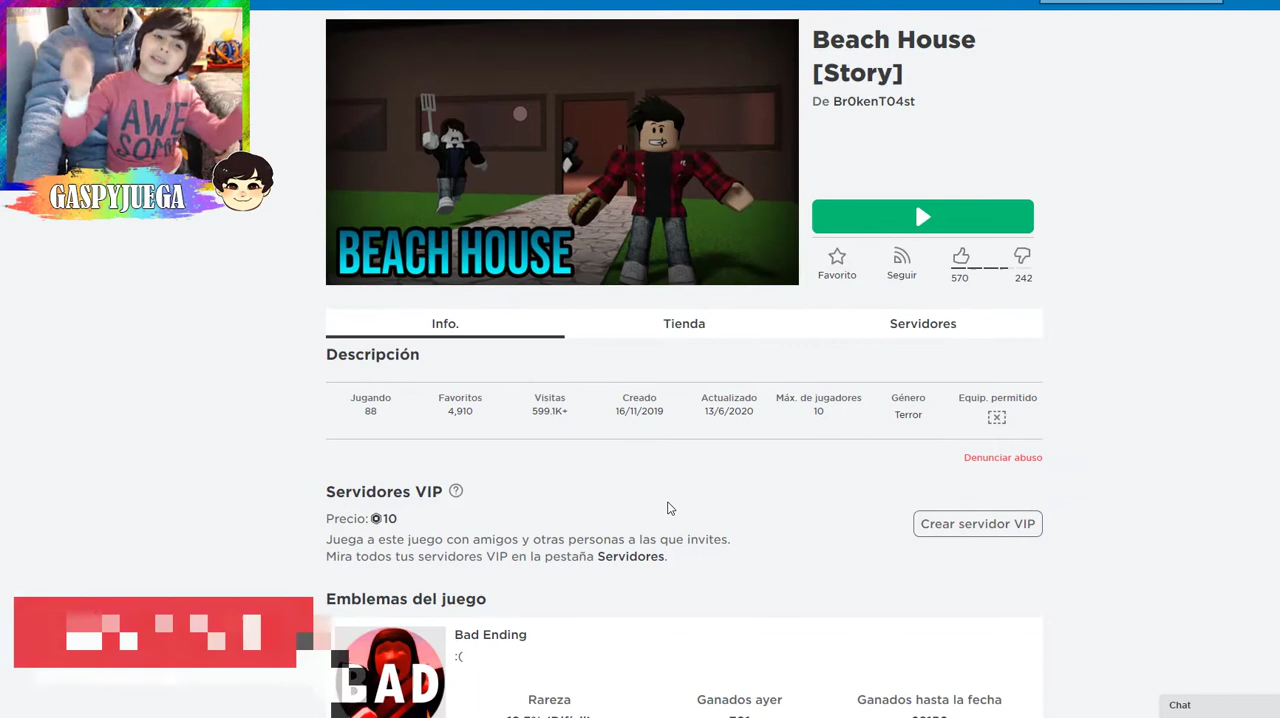 AWE
SOME
GASPYJUEGA
BEACH HOUSE
Beach House
[Story]
De Br0kenT04st
Favorito
Seguir
570
242
Info.
Tienda
Servidores
Descripción
Jugando
Favoritos
Visitas
Creado
Actualizado
Máx. de jugadores
Género
Equip. permitido
88
4,910
599.1K+
16/11/2019
13/6/2020
10
Terror
Denunciar abuso
Servidores VIP
Precio: 10
Crear servidor VIP
Juega a este juego con amigos y otras personas a las que invites.
Mira todos tus servidores VIP en la pestaña Servidores.
Emblemas del juego
BAD
Bad Ending
:(
Rareza
Ganados ayer
Ganados hasta la fecha
Chat